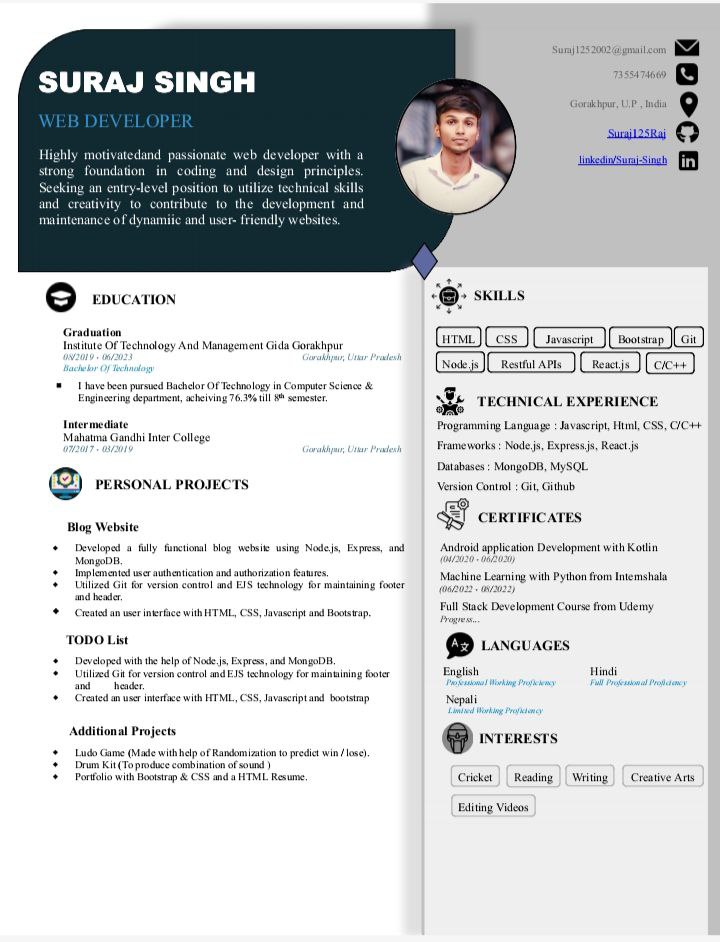 SURAJ SINGH
WEB DEVELOPER
Highly motivatedand passionate web developer with a
strong foundation in coding and design principles.
Seeking an entry-level position to utilize technical skills
and creativity to contribute to the development and
maintenance of dynamiic and user- friendly websites.
Suraj1252002@gmail.com
7355474669
Gorakhpur, U.P , India
Suraj125Raj
linkedin/Suraj-Singh
EDUCATION
Graduation
Institute Of Technology And Management Gida Gorakhpur
08/2019 - 06/2023 Gorakhpur, Uttar Pradesh
Bachelor Of Technology
▪ I have been pursued Bachelor Of Technology in Computer Science &
Engineering department, acheiving 76.3% till 8th semester.
Intermediate
Mahatma Gandhi Inter College
07/2017 - 03/2019 Gorakhpur, Uttar Pradesh
PERSONAL PROJECTS
Blog Website
◆ Developed a fully functional blog website using Node.js, Express, and
MongoDB.
◆ Implemented user authentication and authorization features.
◆ Utilized Git for version control and EJS technology for maintaining footer
and header.
◆ Created an user interface with HTML, CSS, Javascript and Bootstrap.
TODO List
◆ Developed with the help of Node.js, Express, and MongoDB.
◆ Utilized Git for version control and EJS technology for maintaining footer
and header.
◆ Created an user interface with HTML, CSS, Javascript and bootstrap
Additional Projects
◆ Ludo Game (Made with help of Randomization to predict win / lose).
◆ Drum Kit (To produce combination of sound )
◆ Portfolio with Bootstrap & CSS and a HTML Resume.
SKILLS
HTML CSS Javascript Bootstrap Git
Node.js Restful APIs React.js C/C++
TECHNICAL EXPERIENCE
Programming Language : Javascript, Html, CSS, C/C++
Frameworks : Node.js, Express.js, React.js
Databases : MongoDB, MySQL
Version Control : Git, Github
CERTIFICATES
Android application Development with Kotlin
(04/2020 - 06/2020)
Machine Learning with Python from Internshala
(06/2022 - 08/2022)
Full Stack Development Course from Udemy
Progress...
LANGUAGES
English Hindi
Professional Working Proficiency Full Professional Proficiency
Nepali
Limited Working Proficiency
INTERESTS
Cricket Reading Writing Creative Arts
Editing Videos